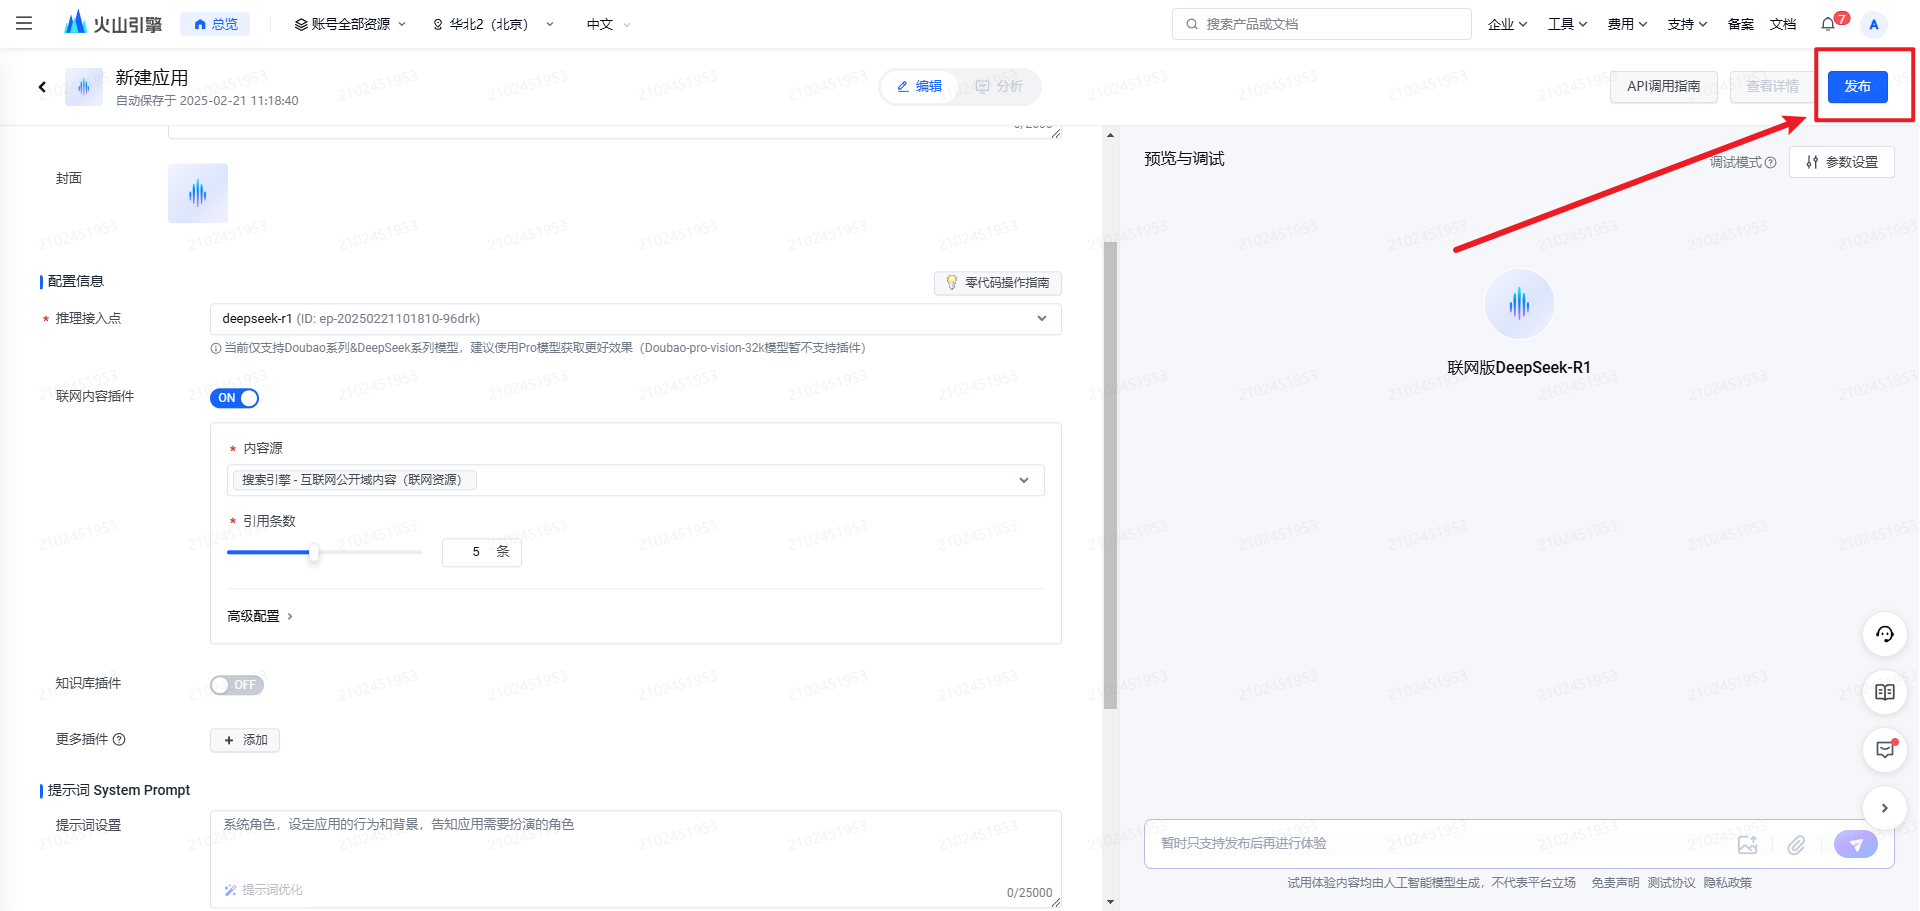 火山引擎 总览 账号全部资源 华北2（北京） 中文 搜索产品或文档 企业 工具 费用 支持 备案 文档 7 A
新建应用
自动保存于 2025-02-21 11:18:40
编辑 分析 API调用指南 查看详情 发布
封面
配置信息 零代码操作指南
* 推理接入点 deepseek-r1 (ID: ep-20250221101810-96drk)
当前仅支持Doubao系列&DeepSeek系列模型，建议使用Pro模型获取更好效果（Doubao-pro-vision-32k模型暂不支持插件）
联网内容插件 ON
* 内容源
搜索引擎 - 互联网公开域内容（联网资源）
* 引用条数
5 条
高级配置
知识库插件 OFF
更多插件 + 添加
提示词 System Prompt
提示词设置 系统角色，设定应用的行为和背景，告知应用需要扮演的角色
提示词优化 0/25000
预览与调试 调试模式 参数设置
联网版DeepSeek-R1
暂时只支持发布后再进行体验
试用体验内容均由人工智能模型生成，不代表平台立场 免责声明 测试协议 隐私政策
2102451953